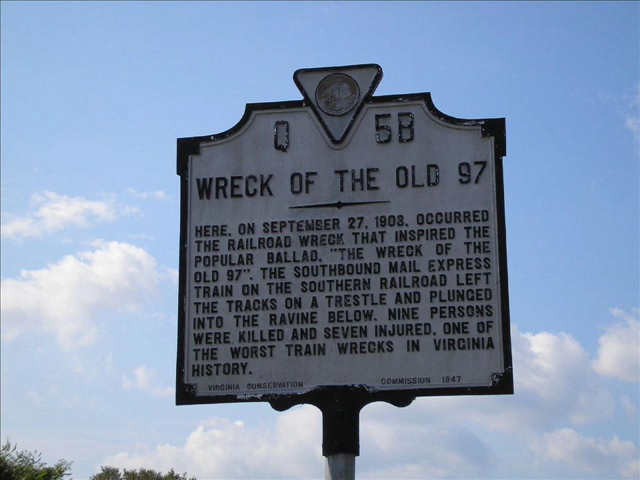 Q 5B
WRECK OF THE OLD 97
HERE, ON SEPTEMBER 27, 1903, OCCURRED
THE RAILROAD WRECK THAT INSPIRED THE
POPULAR BALLAD, "THE WRECK OF THE
OLD 97". THE SOUTHBOUND MAIL EXPRESS
TRAIN ON THE SOUTHERN RAILROAD LEFT
THE TRACKS ON A TRESTLE AND PLUNGED
INTO THE RAVINE BELOW. NINE PERSONS
WERE KILLED AND SEVEN INJURED, ONE OF
THE WORST TRAIN WRECKS IN VIRGINIA
HISTORY.
VIRGINIA CONSERVATION COMMISSION 1947